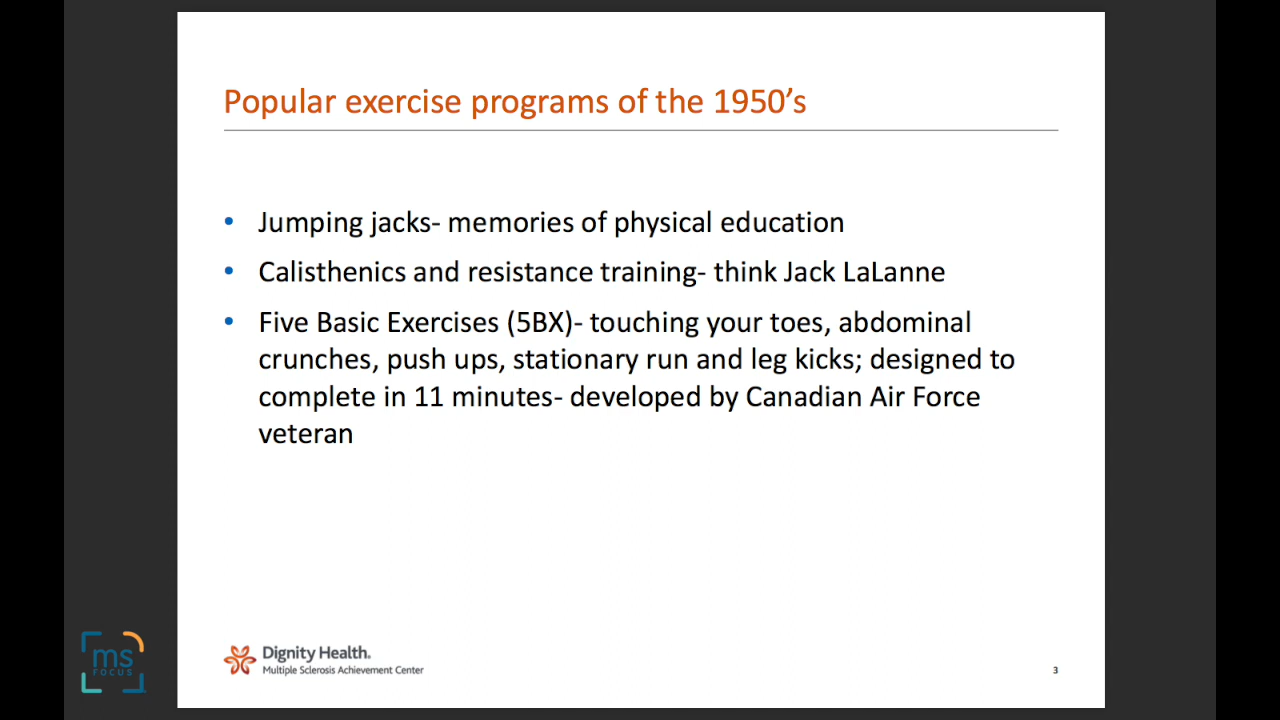 Popular exercise programs of the 1950's
• Jumping jacks- memories of physical education
• Calisthenics and resistance training- think Jack LaLanne
• Five Basic Exercises (5BX)- touching your toes, abdominal
crunches, push ups, stationary run and leg kicks; designed to
complete in 11 minutes- developed by Canadian Air Force
veteran
ms
FOCUS
Dignity Health.
Multiple Sclerosis Achievement Center
3